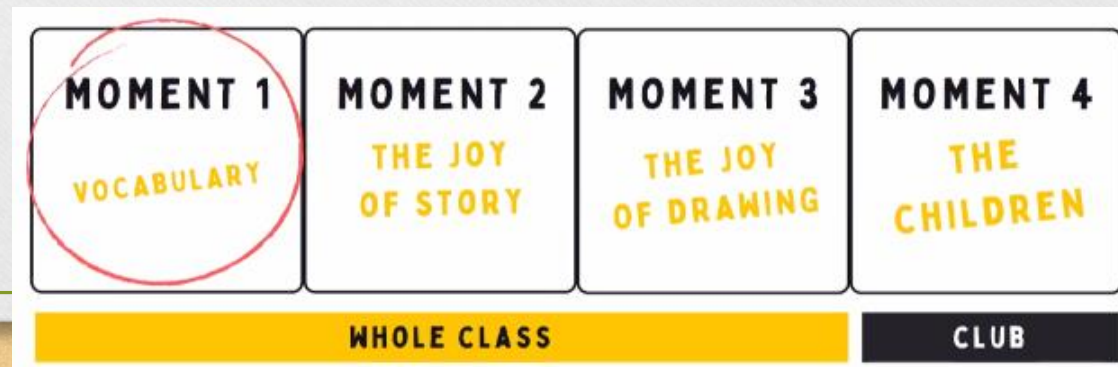 MOMENT 1
VOCABULARY
MOMENT 2
THE JOY
OF STORY
MOMENT 3
THE JOY
OF DRAWING
MOMENT 4
THE
CHILDREN
WHOLE CLASS
CLUB